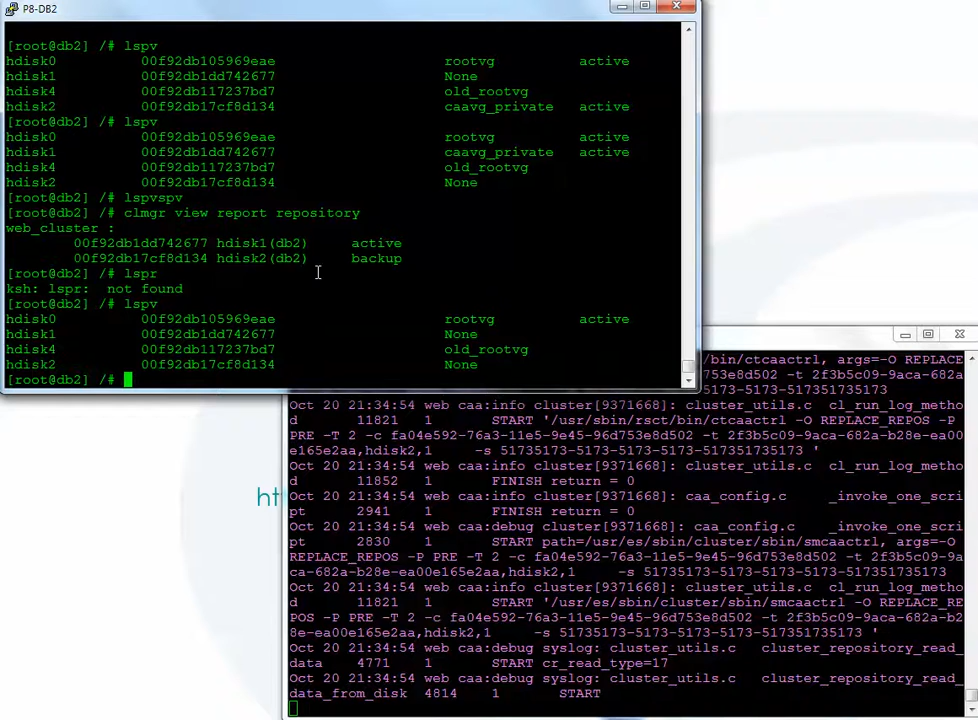 P8-DB2
[root@db2] /# lspv
hdisk0 00f92db105969eae rootvg active
hdisk1 00f92db1dd742677 None
hdisk4 00f92db117237bd7 old_rootvg
hdisk2 00f92db17cf8d134 caavg_private active
[root@db2] /# lspv
hdisk0 00f92db105969eae rootvg active
hdisk1 00f92db1dd742677 caavg_private active
hdisk4 00f92db117237bd7 old_rootvg
hdisk2 00f92db17cf8d134 None
[root@db2] /# lspvspv
[root@db2] /# clmgr view report repository
web_cluster :
00f92db1dd742677 hdisk1(db2) active
00f92db17cf8d134 hdisk2(db2) backup
[root@db2] /# lspr
ksh: lspr: not found
[root@db2] /# lspv
hdisk0 00f92db105969eae rootvg active
hdisk1 00f92db1dd742677 None
hdisk4 00f92db117237bd7 old_rootvg
hdisk2 00f92db17cf8d134 None
[root@db2] /#
/bin/ctcaactrl, args=-O REPLACE
753e8d502 -t 2f3b5c09-9aca-682a
5173-5173-5173-517351735173
Oct 20 21:34:54 web caa:info cluster[9371668]: cluster_utils.c cl_run_log_metho
d 11821 1 START '/usr/sbin/rsct/bin/ctcaactrl -O REPLACE_REPOS -P
PRE -T 2 -c fa04e592-76a3-11e5-9e45-96d753e8d502 -t 2f3b5c09-9aca-682a-b28e-ea00
e165e2aa,hdisk2,1 -s 51735173-5173-5173-5173-517351735173 '
Oct 20 21:34:54 web caa:info cluster[9371668]: cluster_utils.c cl_run_log_metho
d 11852 1 FINISH return = 0
Oct 20 21:34:54 web caa:info cluster[9371668]: caa_config.c _invoke_one_scri
pt 2941 1 FINISH return = 0
Oct 20 21:34:54 web caa:debug cluster[9371668]: caa_config.c _invoke_one_scri
pt 2830 1 START path=/usr/es/sbin/cluster/sbin/smcaactrl, args=-O
REPLACE_REPOS -P PRE -T 2 -c fa04e592-76a3-11e5-9e45-96d753e8d502 -t 2f3b5c09-9a
ca-682a-b28e-ea00e165e2aa,hdisk2,1 -s 51735173-5173-5173-5173-517351735173
Oct 20 21:34:54 web caa:info cluster[9371668]: cluster_utils.c cl_run_log_metho
d 11821 1 START '/usr/es/sbin/cluster/sbin/smcaactrl -O REPLACE_RE
POS -P PRE -T 2 -c fa04e592-76a3-11e5-9e45-96d753e8d502 -t 2f3b5c09-9aca-682a-b2
8e-ea00e165e2aa,hdisk2,1 -s 51735173-5173-5173-5173-517351735173 '
Oct 20 21:34:54 web caa:debug syslog: cluster_utils.c cluster_repository_read_
data 4771 1 START cr_read_type=17
Oct 20 21:34:54 web caa:debug syslog: cluster_utils.c cluster_repository_read_
data_from_disk 4814 1 START
ht